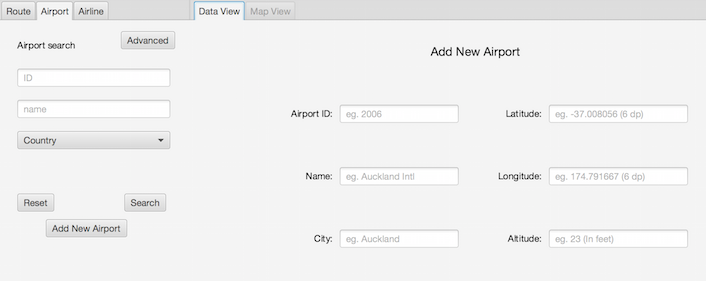 Route Airport Airline Data View Map View
Airport search Advanced
ID
name
Country
Reset Search
Add New Airport
Add New Airport
Airport ID: eg. 2006 Latitude: eg. -37.008056 (6 dp)
Name: eg. Auckland Intl Longitude: eg. 174.791667 (6 dp)
City: eg. Auckland Altitude: eg. 23 (In feet)